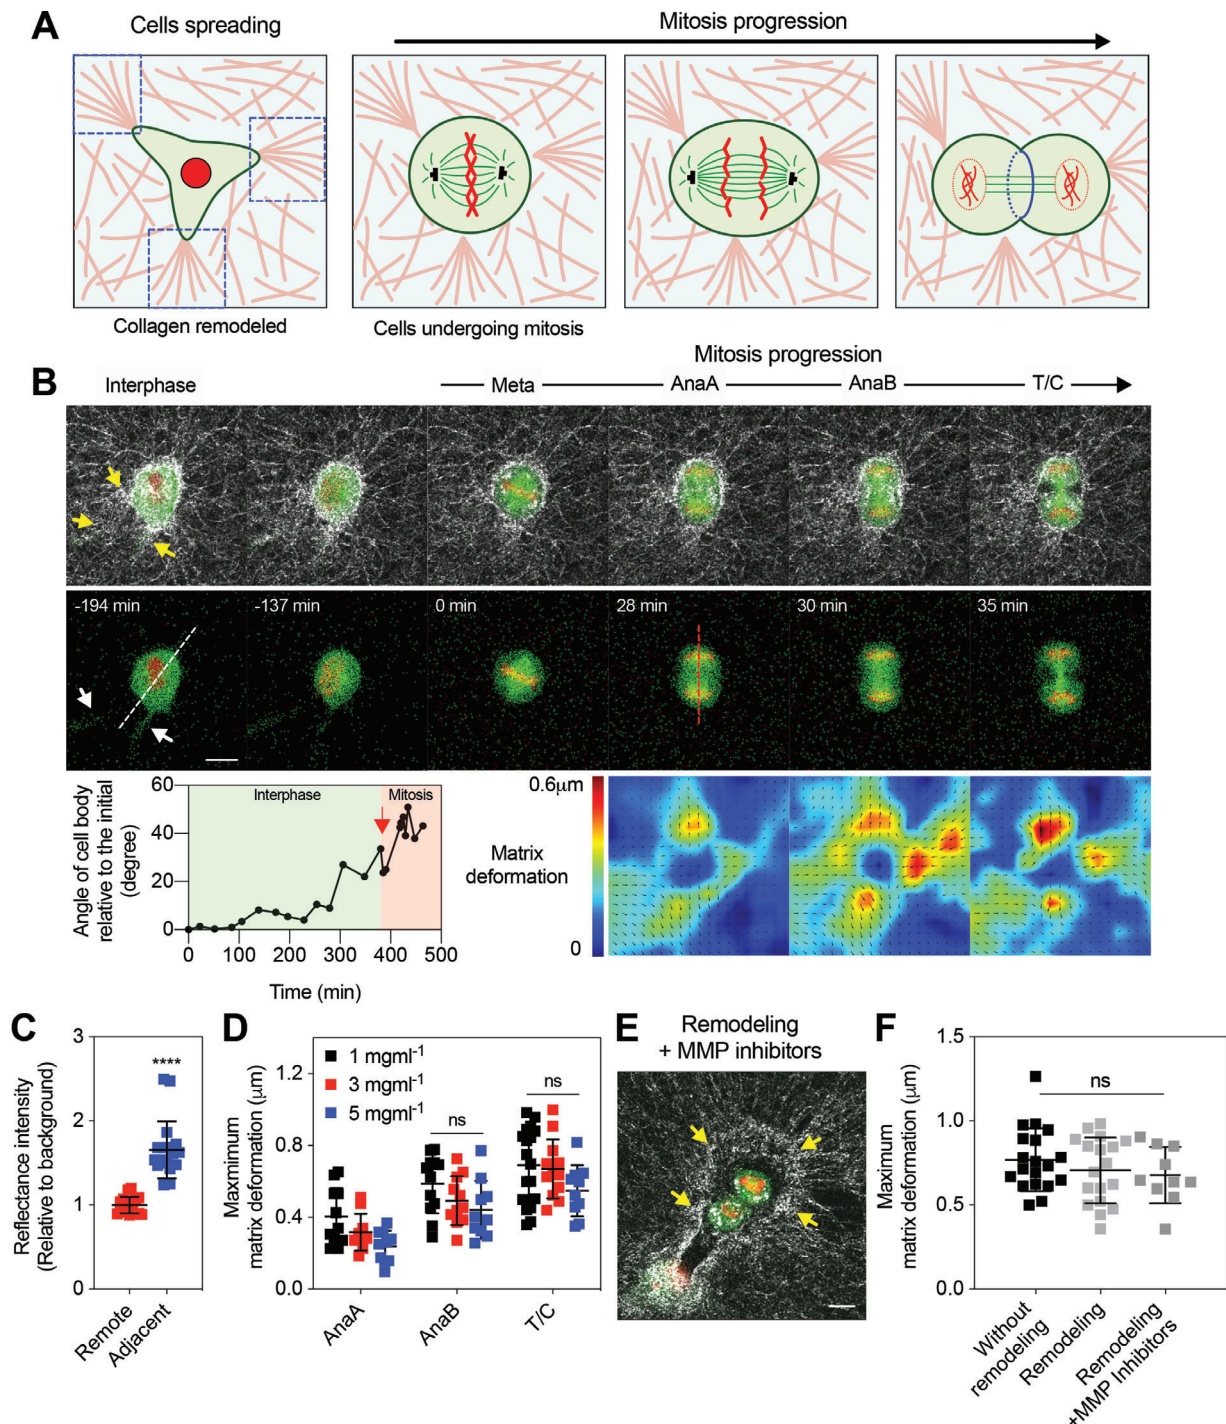 A
Cells spreading
Mitosis progression
Collagen remodeled
Cells undergoing mitosis
B
Mitosis progression
Interphase
Meta
AnaA
AnaB
T/C
-194 min
-137 min
0 min
28 min
30 min
35 min
Angle of cell body
relative to the initial
(degree)
60
40
20
0
Interphase
Mitosis
0
100
200
300
400
500
Time (min)
Matrix
deformation
0.6μm
0
C
Reflectance intensity
(Relative to background)
3
2
1
0
****
Remote
Adjacent
D
Maxnimum
matrix deformation (μm)
1.2
0.8
0.4
0.0
1 mgml-1
3 mgml-1
5 mgml-1
ns
ns
AnaA
AnaB
T/C
E
Remodeling
+ MMP inhibitors
F
Maximum
matrix deformation (μm)
1.5
1.0
0.5
0.0
ns
Without
remodeling
Remodeling
Remodeling
+MMP Inhibitors